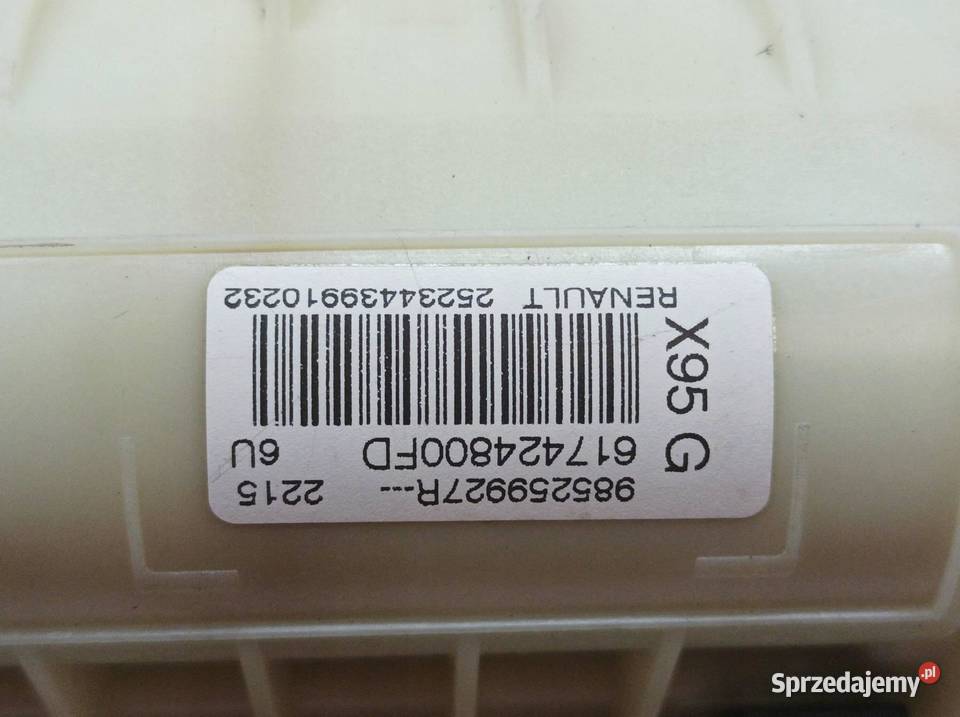 985259927R--- 2215
617424800FD 6U
RENAULT 25234439910232
X95 G
Sprzedajemy.pl